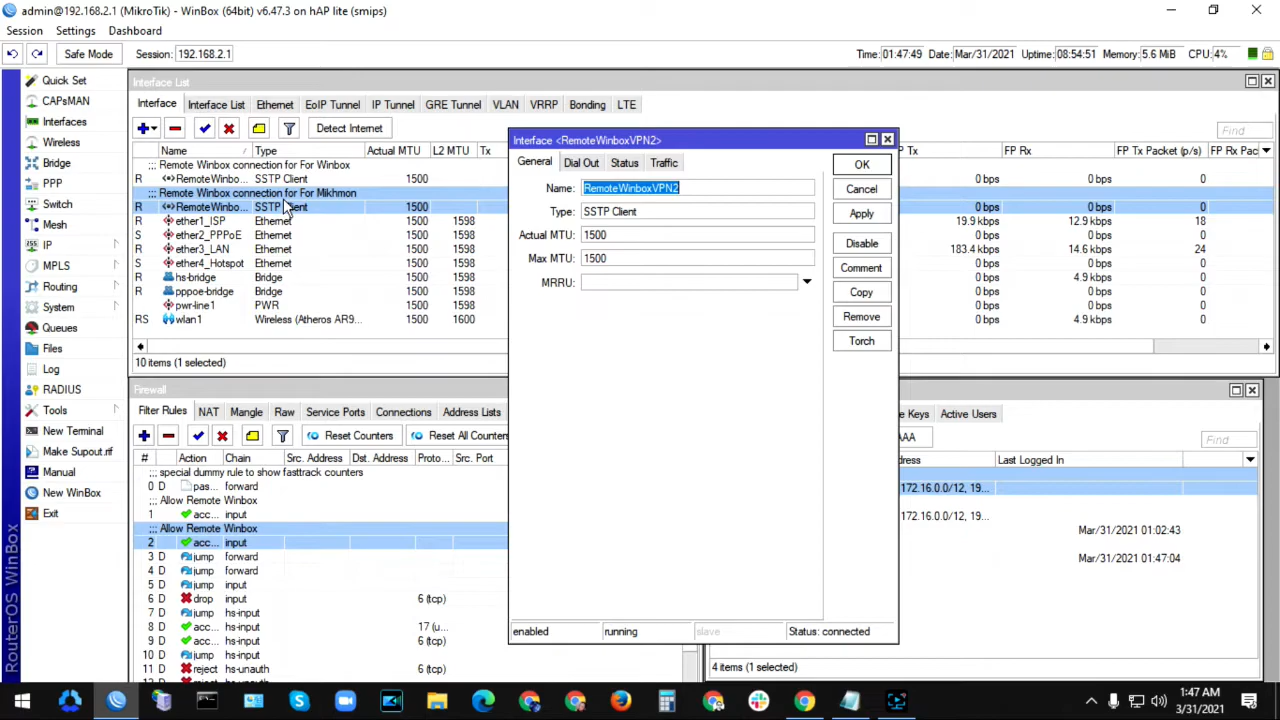 admin@192.168.2.1 (MikroTik) - WinBox (64bit) v6.47.3 on hAP lite (smips)
Session Settings Dashboard
Safe Mode Session: 192.168.2.1 Time: 01:47:49 Date: Mar/31/2021 Uptime: 08:54:51 Memory: 5.6 MiB CPU: 4%
Quick Set
CAPsMAN
Interfaces
Wireless
Bridge
PPP
Switch
Mesh
IP
MPLS
Routing
System
Queues
Files
Log
RADIUS
Tools
New Terminal
Make Supout.rif
Manual
New WinBox
Exit
RouterOS WinBox
Interface List
Interface Interface List Ethernet EoIP Tunnel IP Tunnel GRE Tunnel VLAN VRRP Bonding LTE
Detect Internet Find
Name / Type Actual MTU L2 MTU Tx FP Tx FP Rx FP Tx Packet (p/s) FP Rx Pack
;;; Remote Winbox connection for For Winbox
R RemoteWinbo... SSTP Client 1500 0 bps 0 bps 0
;;; Remote Winbox connection for For Mikhmon
R RemoteWinbo... SSTP Client 1500 0 bps 0 bps 0
R ether1_ISP Ethernet 1500 1598 19.9 kbps 12.9 kbps 18
S ether2_PPPoE Ethernet 1500 1598 0 bps 0 bps 0
R ether3_LAN Ethernet 1500 1598 183.4 kbps 14.6 kbps 24
S ether4_Hotspot Ethernet 1500 1598 0 bps 0 bps 0
R hs-bridge Bridge 1500 1598 0 bps 4.9 kbps 0
R pppoe-bridge Bridge 1500 1598 0 bps 0 bps 0
pwr-line1 PWR 1500 1598 0 bps 0 bps 0
RS wlan1 Wireless (Atheros AR9... 1500 1600 0 bps 4.9 kbps 0
10 items (1 selected)
Interface <RemoteWinboxVPN2>
General Dial Out Status Traffic
Name: RemoteWinboxVPN2
Type: SSTP Client
Actual MTU: 1500
Max MTU: 1500
MRRU:
OK
Cancel
Apply
Disable
Comment
Copy
Remove
Torch
enabled running slave Status: connected
Firewall
Filter Rules NAT Mangle Raw Service Ports Connections Address Lists
Reset Counters Reset All Counters
# Action Chain Src. Address Dst. Address Proto... Src. Port
;;; special dummy rule to show fasttrack counters
0 D pas... forward
;;; Allow Remote Winbox
1 acc... input
;;; Allow Remote Winbox
2 acc... input
3 D jump forward
4 D jump forward
5 D jump input
6 D drop input 6 (tcp)
7 D jump hs-input
8 D acc... hs-input 17 (u...
9 D acc... hs-input 6 (tcp)
10 D jump hs-input
11 D reject hs-unauth 6 (tcp)
e Keys Active Users
AAA Find
dress Last Logged In
172.16.0.0/12, 19...
172.16.0.0/12, 19...
Mar/31/2021 01:02:43
Mar/31/2021 01:47:04
4 items (1 selected)
1:47 AM
3/31/2021